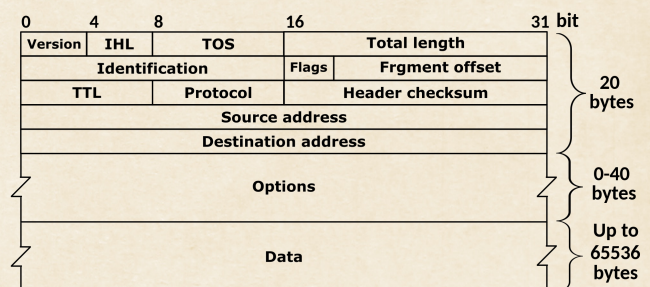 0 4 8 16 31 bit
Version IHL TOS Total length
Identification Flags Frgment offset
TTL Protocol Header checksum
20
bytes
Source address
Destination address
Options
0-40
bytes
Data
Up to
65536
bytes